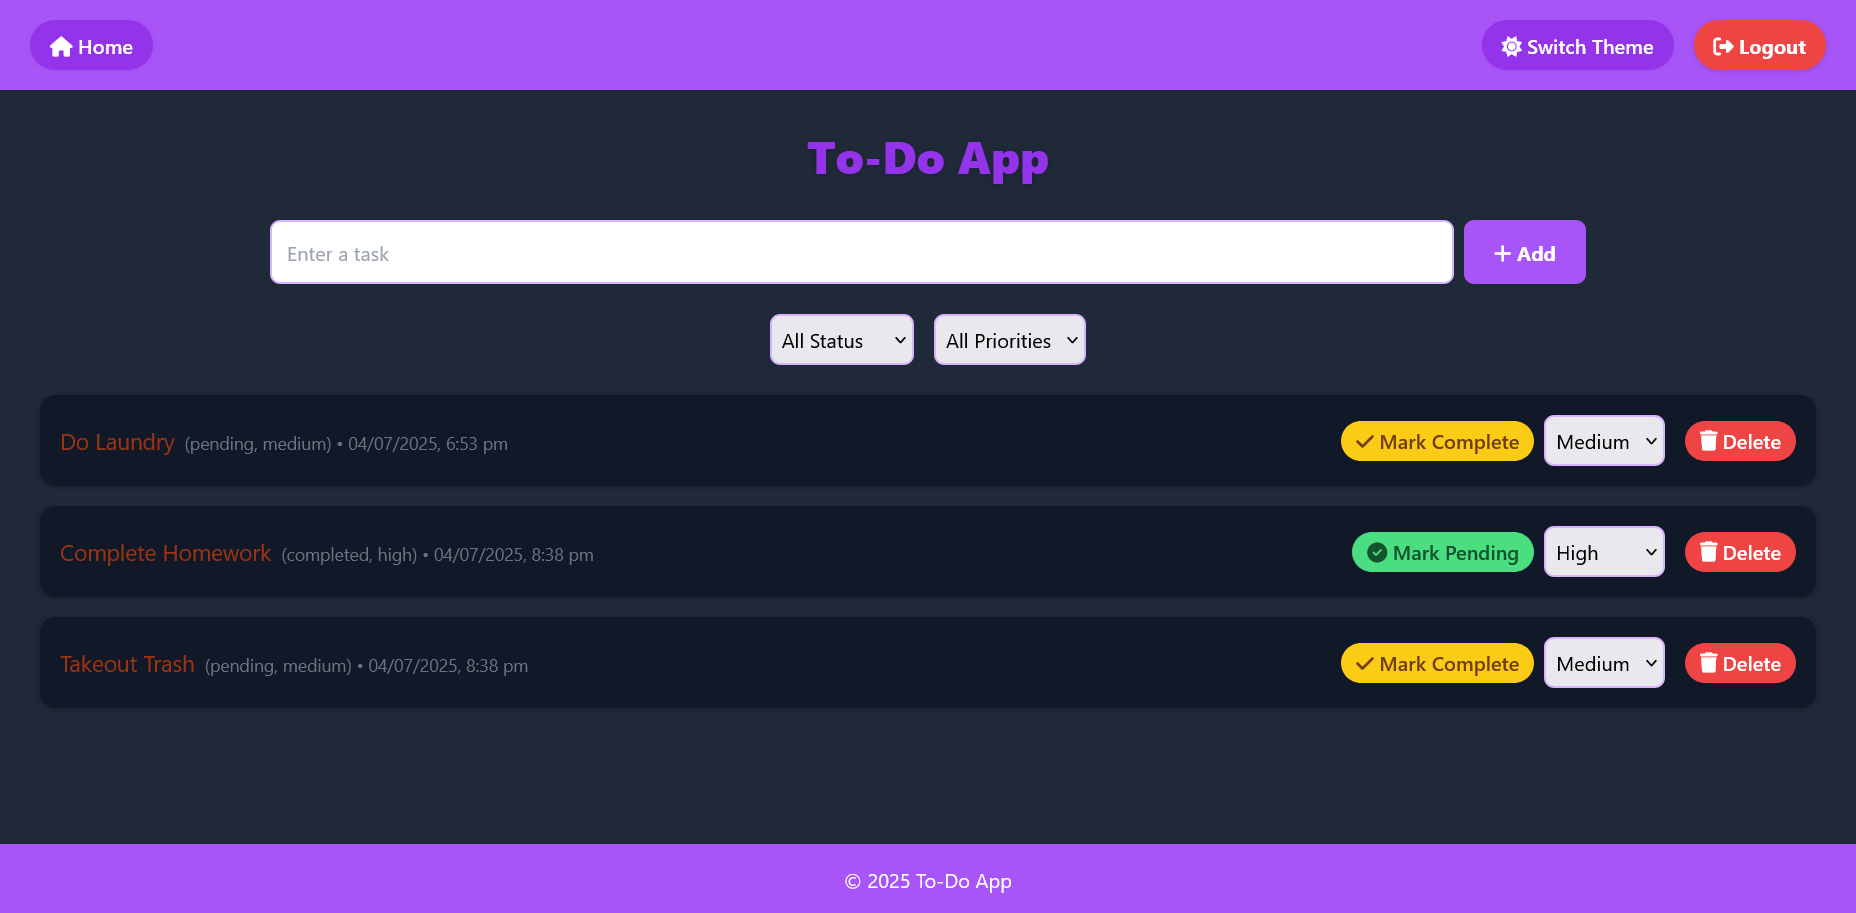 Home Switch Theme Logout
To-Do App
Enter a task + Add
All Status All Priorities
Do Laundry (pending, medium) • 04/07/2025, 6:53 pm Mark Complete Medium Delete
Complete Homework (completed, high) • 04/07/2025, 8:38 pm Mark Pending High Delete
Takeout Trash (pending, medium) • 04/07/2025, 8:38 pm Mark Complete Medium Delete
© 2025 To-Do App